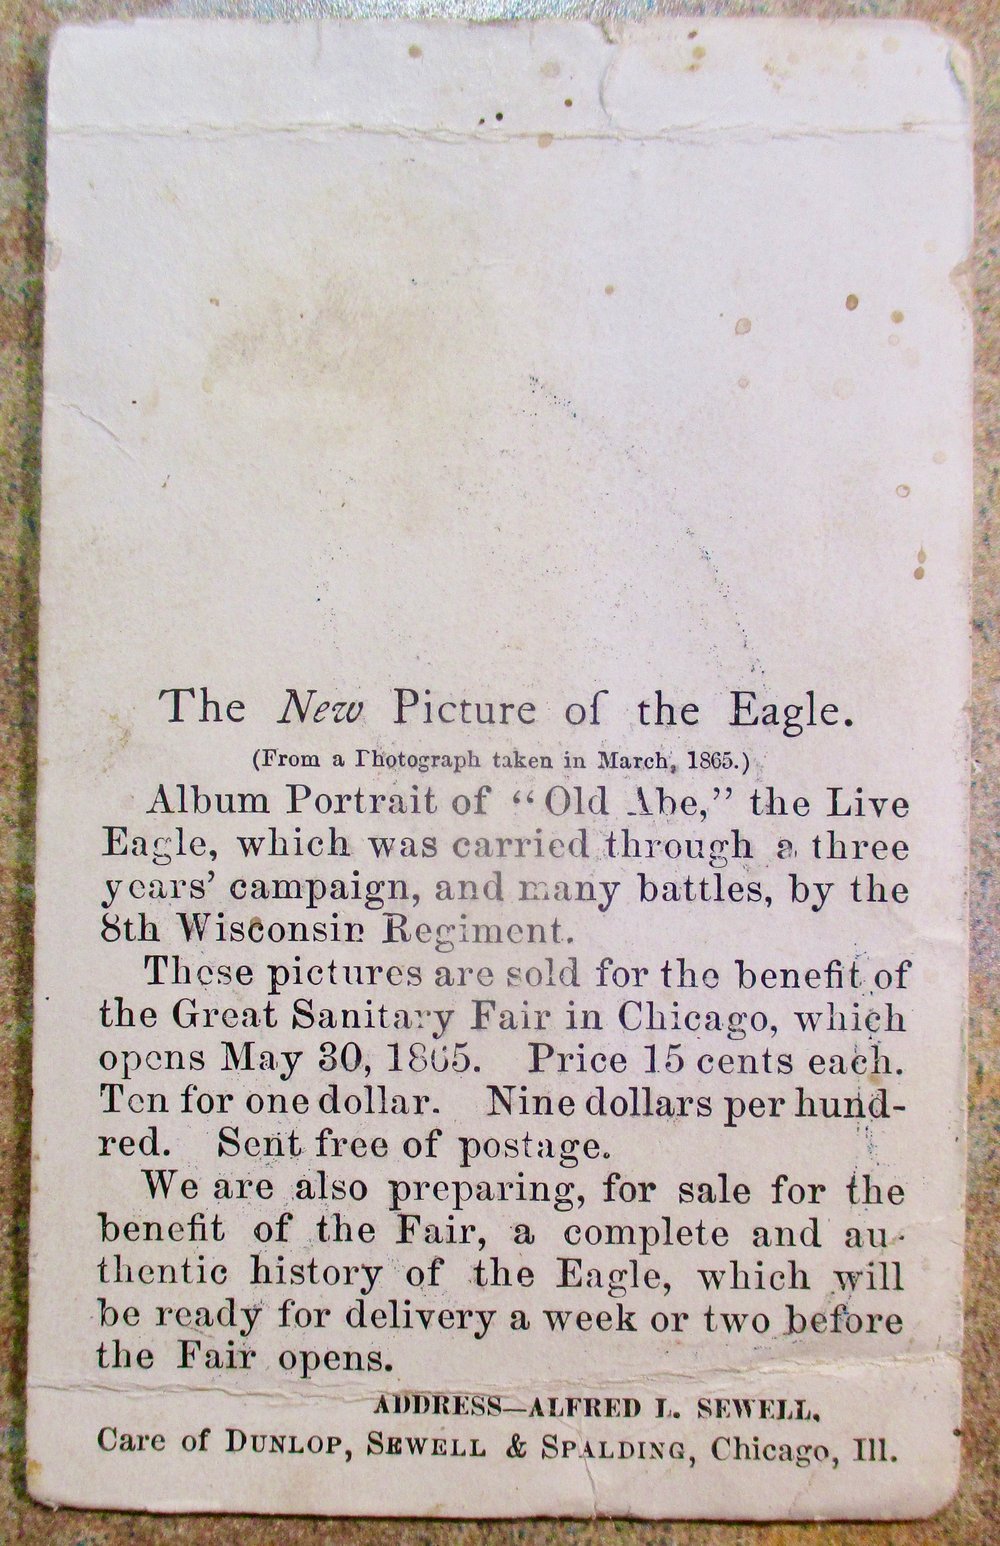 The New Picture of the Eagle.
(From a Photograph taken in March, 1865.)
Album Portrait of "Old Abe," the Live
Eagle, which was carried through a three
years' campaign, and many battles, by the
8th Wisconsin Regiment.
These pictures are sold for the benefit of
the Great Sanitary Fair in Chicago, which
opens May 30, 1865. Price 15 cents each.
Ten for one dollar. Nine dollars per hund-
red. Sent free of postage.
We are also preparing, for sale for the
benefit of the Fair, a complete and au-
thentic history of the Eagle, which will
be ready for delivery a week or two before
the Fair opens.
ADDRESS—ALFRED L. SEWELL,
Care of DUNLOP, SEWELL & SPALDING, Chicago, Ill.